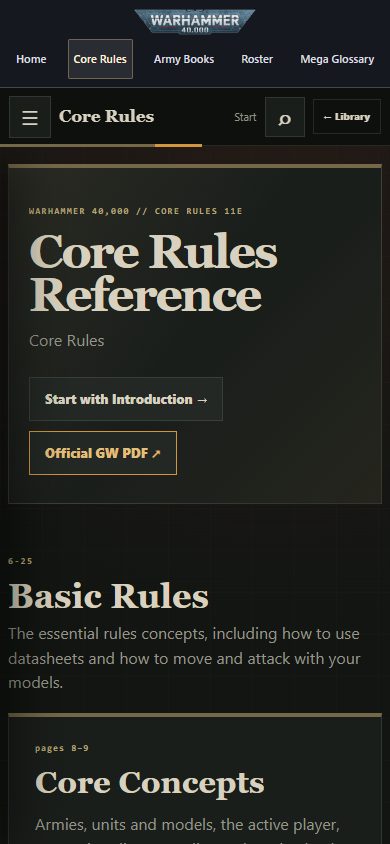 WARHAMMER
40,000
Home
Core Rules
Army Books
Roster
Mega Glossary
☰
Core Rules
Start
← Library
WARHAMMER 40,000 // CORE RULES 11E
Core Rules
Reference
Core Rules
Start with Introduction →
Official GW PDF ↗
6-25
Basic Rules
The essential rules concepts, including how to use
datasheets and how to move and attack with your
models.
pages 8–9
Core Concepts
Armies, units and models, the active player,